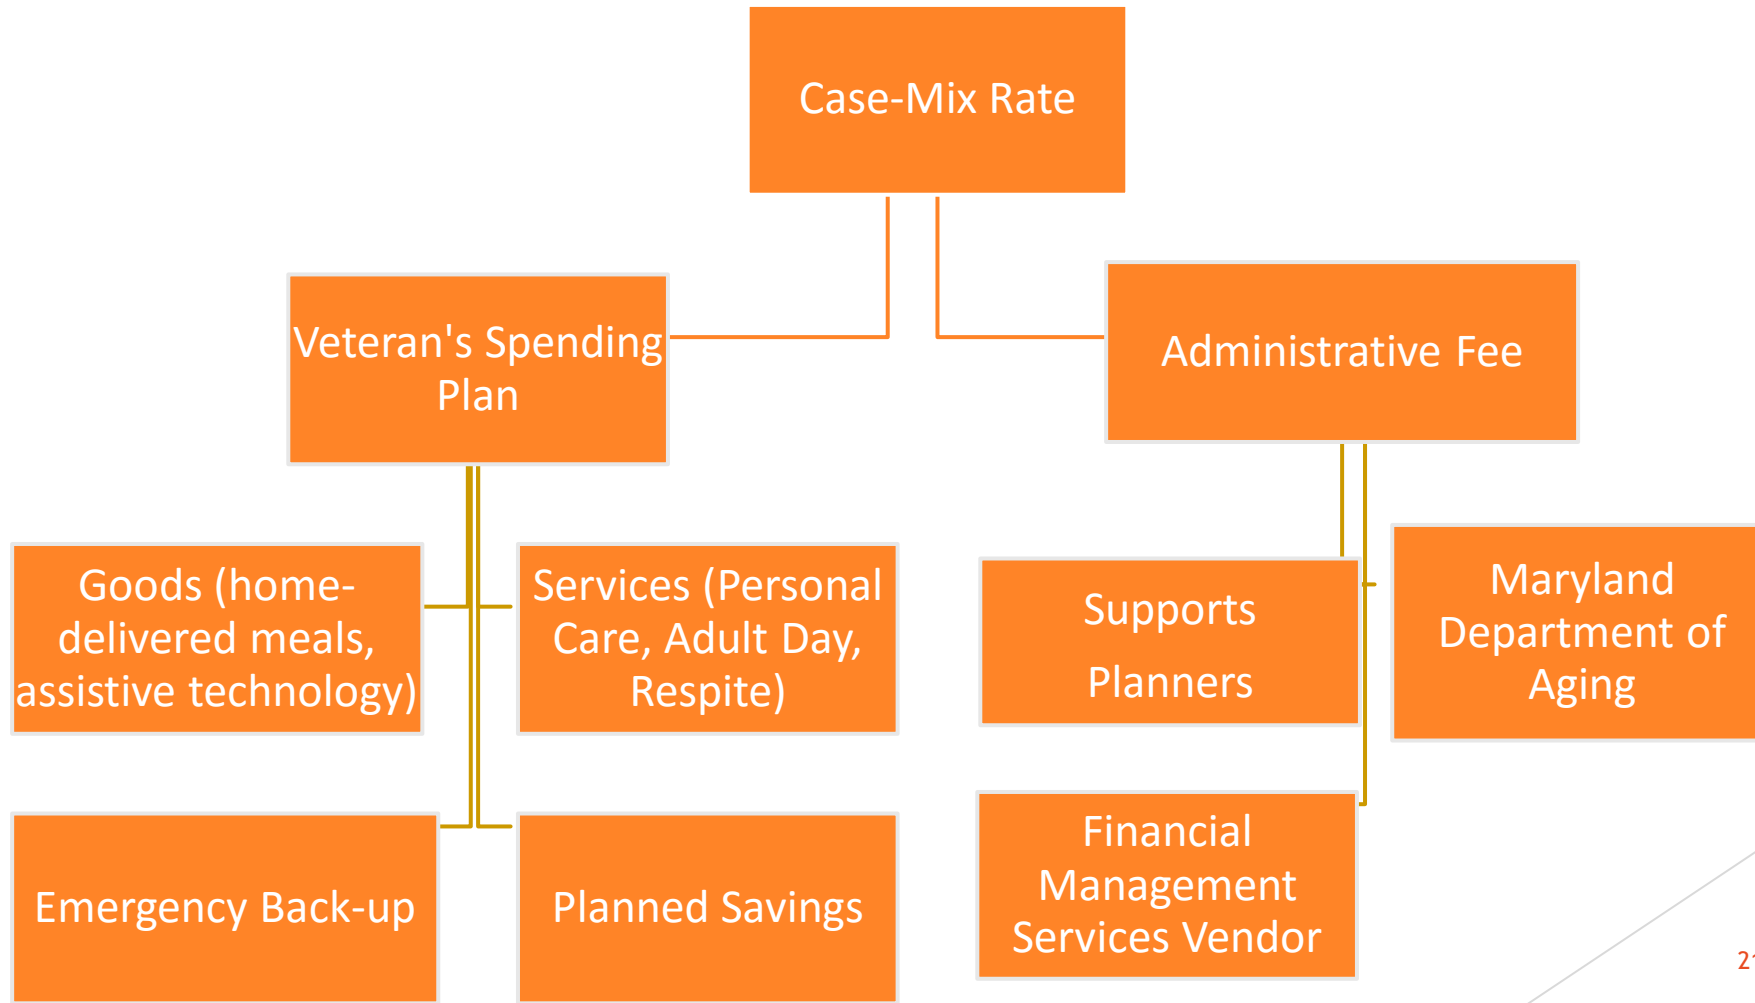 Case-Mix Rate
Veteran's Spending
Plan
Administrative Fee
Goods (home-
delivered meals,
assistive technology)
Services (Personal
Care, Adult Day,
Respite)
Supports
Planners
Maryland
Department of
Aging
Emergency Back-up
Planned Savings
Financial
Management
Services Vendor
21